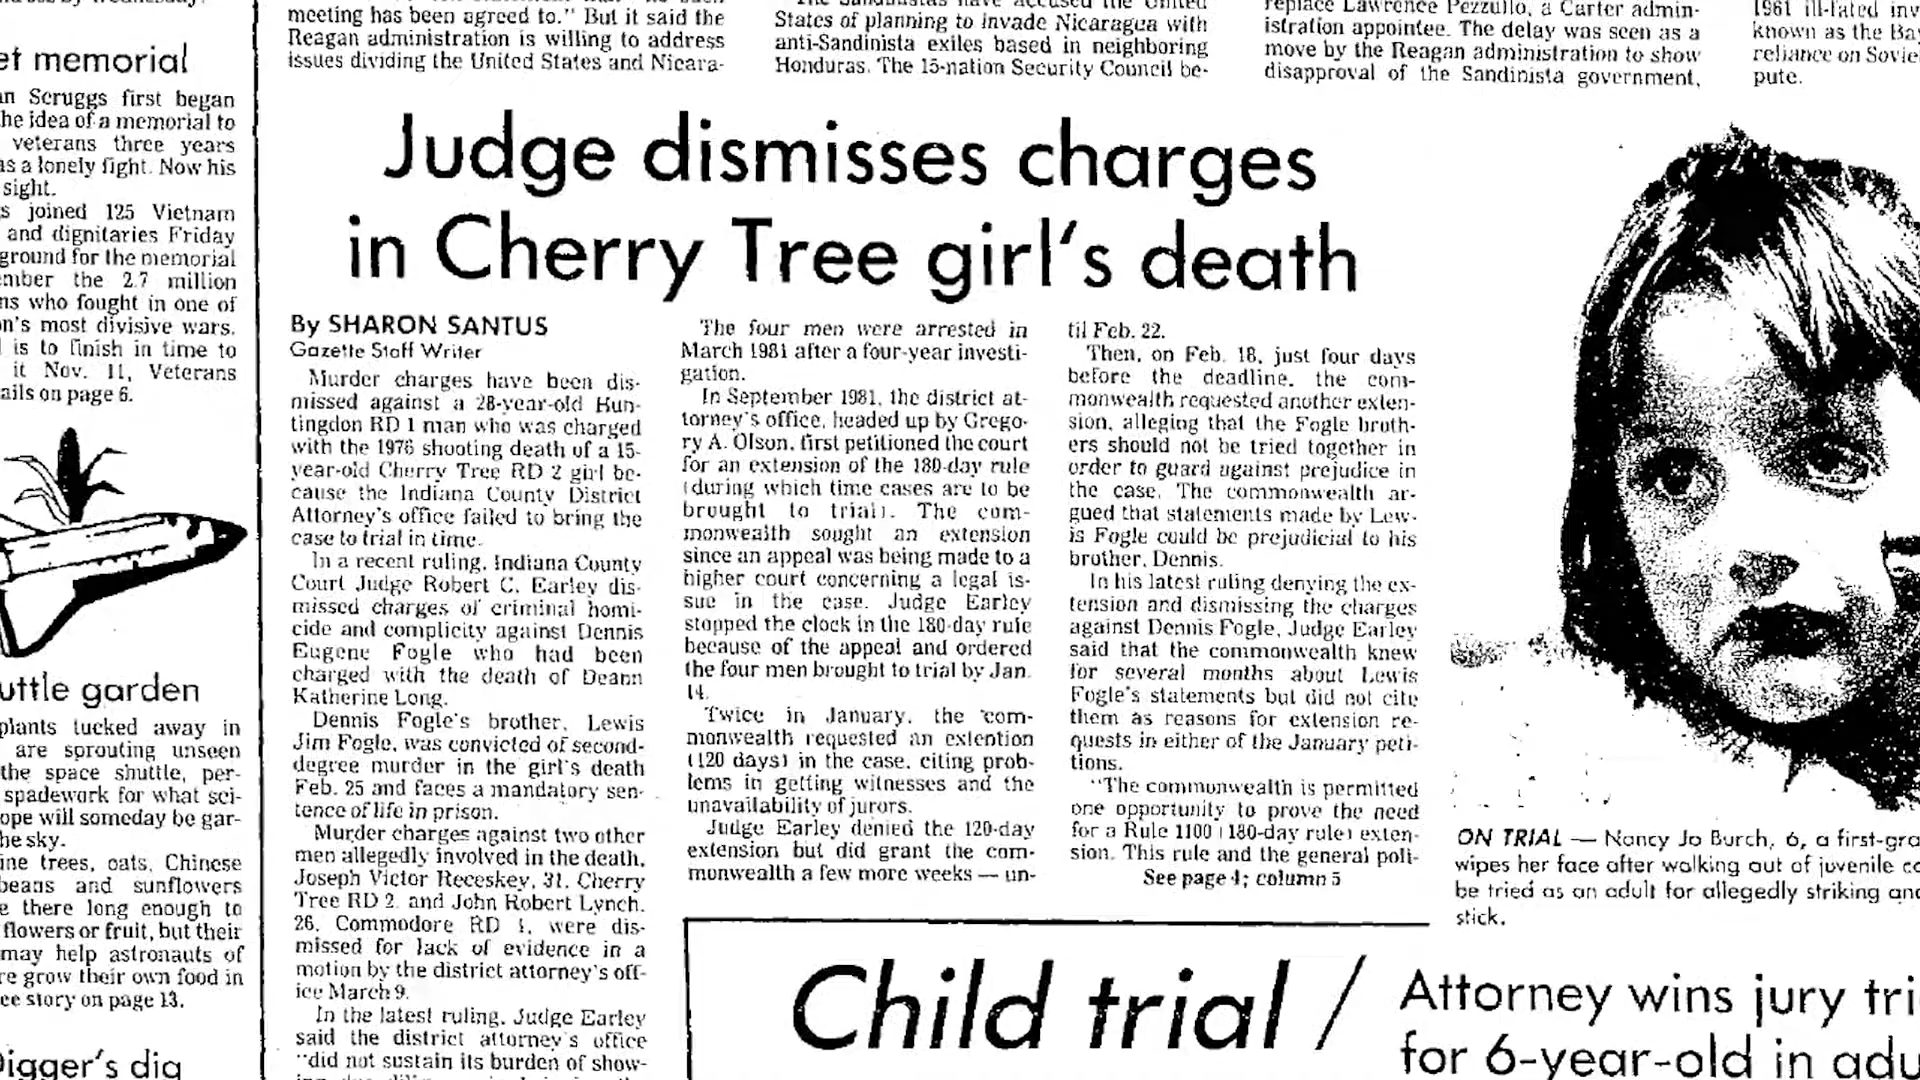 et memorial
an Scruggs first began
he idea of a memorial to
veterans three years
as a lonely fight. Now his
sight.
s joined 125 Vietnam
and dignitaries Friday
ground for the memorial
mber the 2.7 million
ns who fought in one of
on's most divisive wars.
is to finish in time to
it Nov. 11, Veterans
ails on page 6.
uttle garden
plants tucked away in
are sprouting unseen
the space shuttle, per-
spadework for what sci-
ope will someday be gar-
he sky.
ine trees, oats, Chinese
beans and sunflowers
e there long enough to
flowers or fruit, but their
may help astronauts of
re grow their own food in
ee story on page 13.
Digger's dig
meeting has been agreed to." But it said the
Reagan administration is willing to address
issues dividing the United States and Nicara-
The Sandinistas have accused the United
States of planning to invade Nicaragua with
anti-Sandinista exiles based in neighboring
Honduras. The 15-nation Security Council be-
replace Lawrence Pezzullo, a Carter admin-
istration appointee. The delay was seen as a
move by the Reagan administration to show
disapproval of the Sandinista government,
1961 ill-fated inv
known as the Ba
reliance on Sovie
pute.
Judge dismisses charges
in Cherry Tree girl's death
By SHARON SANTUS
Gazette Staff Writer
Murder charges have been dis-
missed against a 28-year-old Hun-
tingdon RD 1 man who was charged
with the 1976 shooting death of a 15-
year-old Cherry Tree RD 2 girl be-
cause the Indiana County District
Attorney's office failed to bring the
case to trial in time.
In a recent ruling, Indiana County
Court Judge Robert C. Earley dis-
missed charges of criminal homi-
cide and complicity against Dennis
Eugene Fogle who had been
charged with the death of Deann
Katherine Long.
Dennis Fogle's brother, Lewis
Jim Fogle, was convicted of second-
degree murder in the girl's death
Feb. 25 and faces a mandatory sen-
tence of life in prison.
Murder charges against two other
men allegedly involved in the death,
Joseph Victor Receskey, 31, Cherry
Tree RD 2, and John Robert Lynch,
26, Commodore RD 1, were dis-
missed for lack of evidence in a
motion by the district attorney's off-
ice March 9.
In the latest ruling, Judge Earley
said the district attorney's office
"did not sustain its burden of show-
The four men were arrested in
March 1981 after a four-year investi-
gation.
In September 1981, the district at-
torney's office, headed up by Grego-
ry A. Olson, first petitioned the court
for an extension of the 180-day rule
(during which time cases are to be
brought to trial). The com-
monwealth sought an extension
since an appeal was being made to a
higher court concerning a legal is-
sue in the case. Judge Earley
stopped the clock in the 180-day rule
because of the appeal and ordered
the four men brought to trial by Jan.
14.
Twice in January, the com-
monwealth requested an extention
(120 days) in the case, citing prob-
lems in getting witnesses and the
unavailability of jurors.
Judge Earley denied the 120-day
extension but did grant the com-
monwealth a few more weeks — un-
til Feb. 22.
Then, on Feb. 18, just four days
before the deadline, the com-
monwealth requested another exten-
sion, alleging that the Fogle broth-
ers should not be tried together in
order to guard against prejudice in
the case. The commonwealth ar-
gued that statements made by Lew-
is Fogle could be prejudicial to his
brother, Dennis.
In his latest ruling denying the ex-
tension and dismissing the charges
against Dennis Fogle, Judge Earley
said that the commonwealth knew
for several months about Lewis
Fogle's statements but did not cite
them as reasons for extension re-
quests in either of the January peti-
tions.
"The commonwealth is permitted
one opportunity to prove the need
for a Rule 1100 (180-day rule) exten-
sion. This rule and the general poli-
See page 4; column 5
ON TRIAL — Nancy Jo Burch, 6, a first-gra
wipes her face after walking out of juvenile co
be tried as an adult for allegedly striking and
stick.
Child trial /
Attorney wins jury tri
for 6-year-old in adu